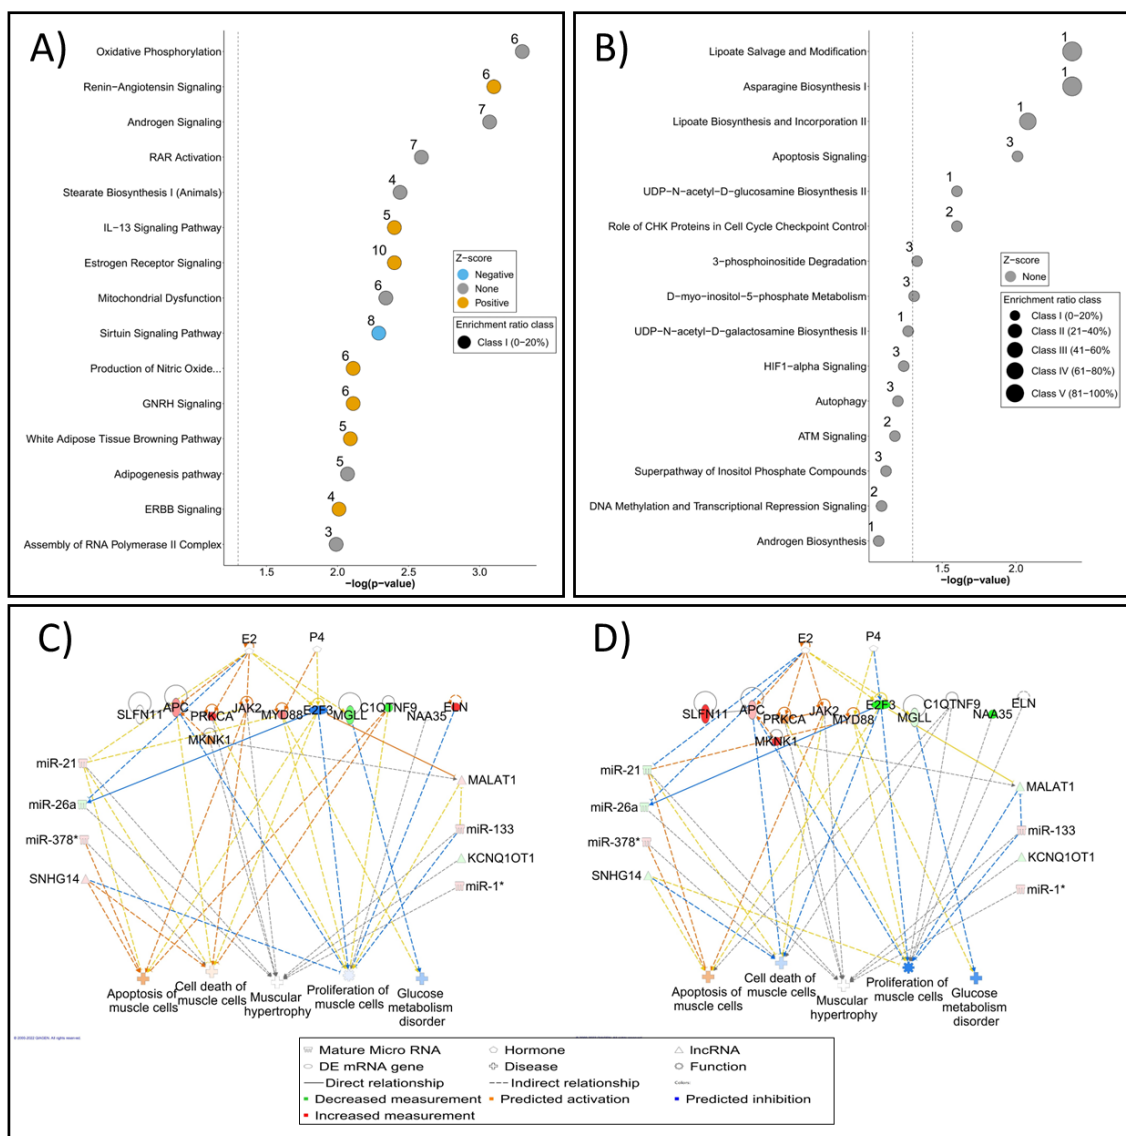 A)
Oxidative Phosphorylation
6
Renin−Angiotensin Signaling
6
Androgen Signaling
7
RAR Activation
7
Stearate Biosynthesis I (Animals)
4
IL−13 Signaling Pathway
5
Estrogen Receptor Signaling
10
Mitochondrial Dysfunction
6
Sirtuin Signaling Pathway
8
Production of Nitric Oxide...
6
GNRH Signaling
6
White Adipose Tissue Browning Pathway
5
Adipogenesis pathway
5
ERBB Signaling
4
Assembly of RNA Polymerase II Complex
3
Z−score
Negative
None
Positive
Enrichment ratio class
Class I (0−20%)
1.5 2.0 2.5 3.0
−log(p−value)
B)
Lipoate Salvage and Modification
1
Asparagine Biosynthesis I
1
Lipoate Biosynthesis and Incorporation II
1
Apoptosis Signaling
3
UDP−N−acetyl−D−glucosamine Biosynthesis II
1
Role of CHK Proteins in Cell Cycle Checkpoint Control
2
3−phosphoinositide Degradation
3
D−myo−inositol−5−phosphate Metabolism
3
UDP−N−acetyl−D−galactosamine Biosynthesis II
1
HIF1−alpha Signaling
3
Autophagy
3
ATM Signaling
2
Superpathway of Inositol Phosphate Compounds
3
DNA Methylation and Transcriptional Repression Signaling
2
Androgen Biosynthesis
1
Z−score
None
Enrichment ratio class
Class I (0−20%)
Class II (21−40%)
Class III (41−60%
Class IV (61−80%)
Class V (81−100%)
1.5 2.0
−log(p−value)
C)
E2 P4
SLFN11 APC PRKCA JAK2 MYD88 E2F3 MGLL C1QTNF9 NAA35 ELN
MKNK1
miR-21
MALAT1
miR-26a
miR-133
miR-378*
KCNQ1OT1
SNHG14
miR-1*
Apoptosis of
muscle cells
Cell death of
muscle cells
Muscular
hypertrophy
Proliferation of
muscle cells
Glucose
metabolism
disorder
D)
E2 P4
SLFN11 APC PRKCA JAK2 MYD88 E2F3 MGLL C1QTNF9 NAA35 ELN
MKNK1
miR-21
MALAT1
miR-26a
miR-133
miR-378*
KCNQ1OT1
SNHG14
miR-1*
Apoptosis of
muscle cells
Cell death of
muscle cells
Muscular
hypertrophy
Proliferation of
muscle cells
Glucose
metabolism
disorder
Mature Micro RNA Hormone lncRNA
DE mRNA gene Disease Function
Direct relationship Indirect relationship
Decreased measurement Predicted activation Predicted inhibition
Increased measurement